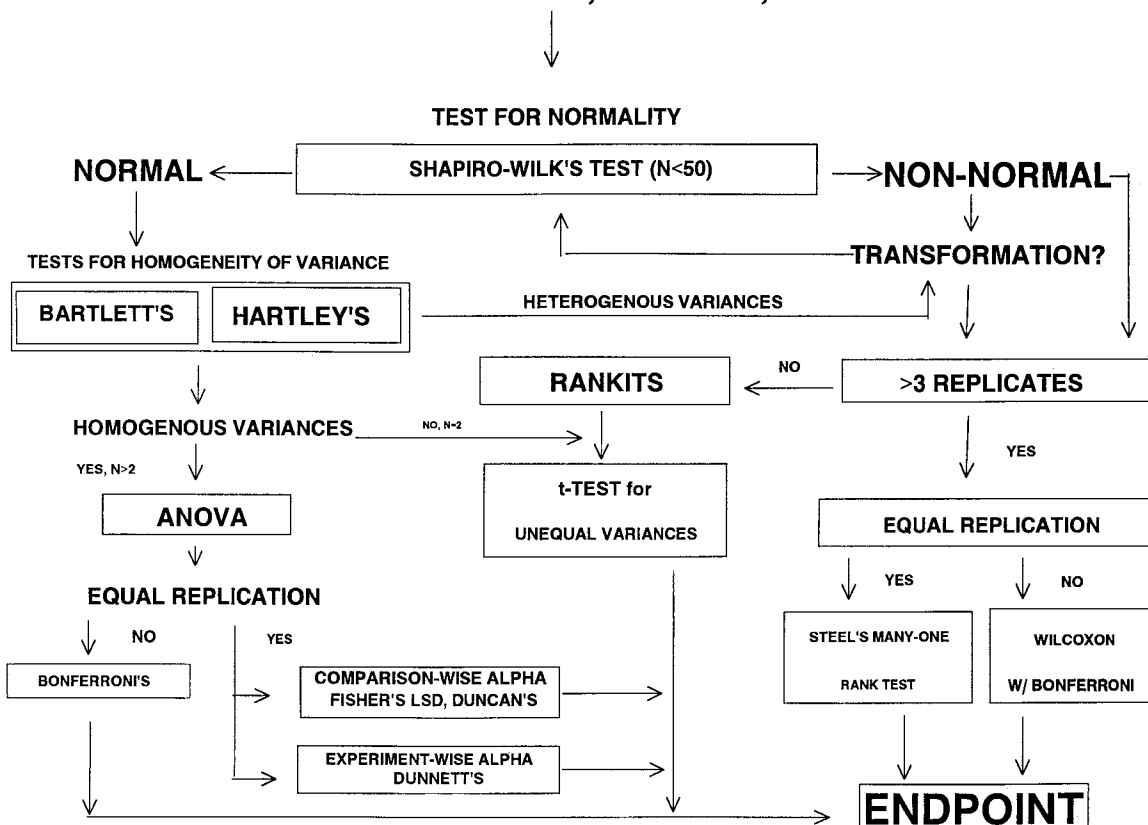 TEST FOR NORMALITY
NORMAL
SHAPIRO-WILK'S TEST (N<50)
NON-NORMAL
TRANSFORMATION?
TESTS FOR HOMOGENEITY OF VARIANCE
BARTLETT'S
HARTLEY'S
HETEROGENOUS VARIANCES
RANKITS
NO
>3 REPLICATES
HOMOGENOUS VARIANCES
NO, N=2
YES
YES, N>2
t-TEST for
UNEQUAL VARIANCES
ANOVA
EQUAL REPLICATION
YES
NO
EQUAL REPLICATION
NO
YES
STEEL'S MANY-ONE
RANK TEST
WILCOXON
W/ BONFERRONI
BONFERRONI'S
COMPARISON-WISE ALPHA
FISHER'S LSD, DUNCAN'S
EXPERIMENT-WISE ALPHA
DUNNETT'S
ENDPOINT